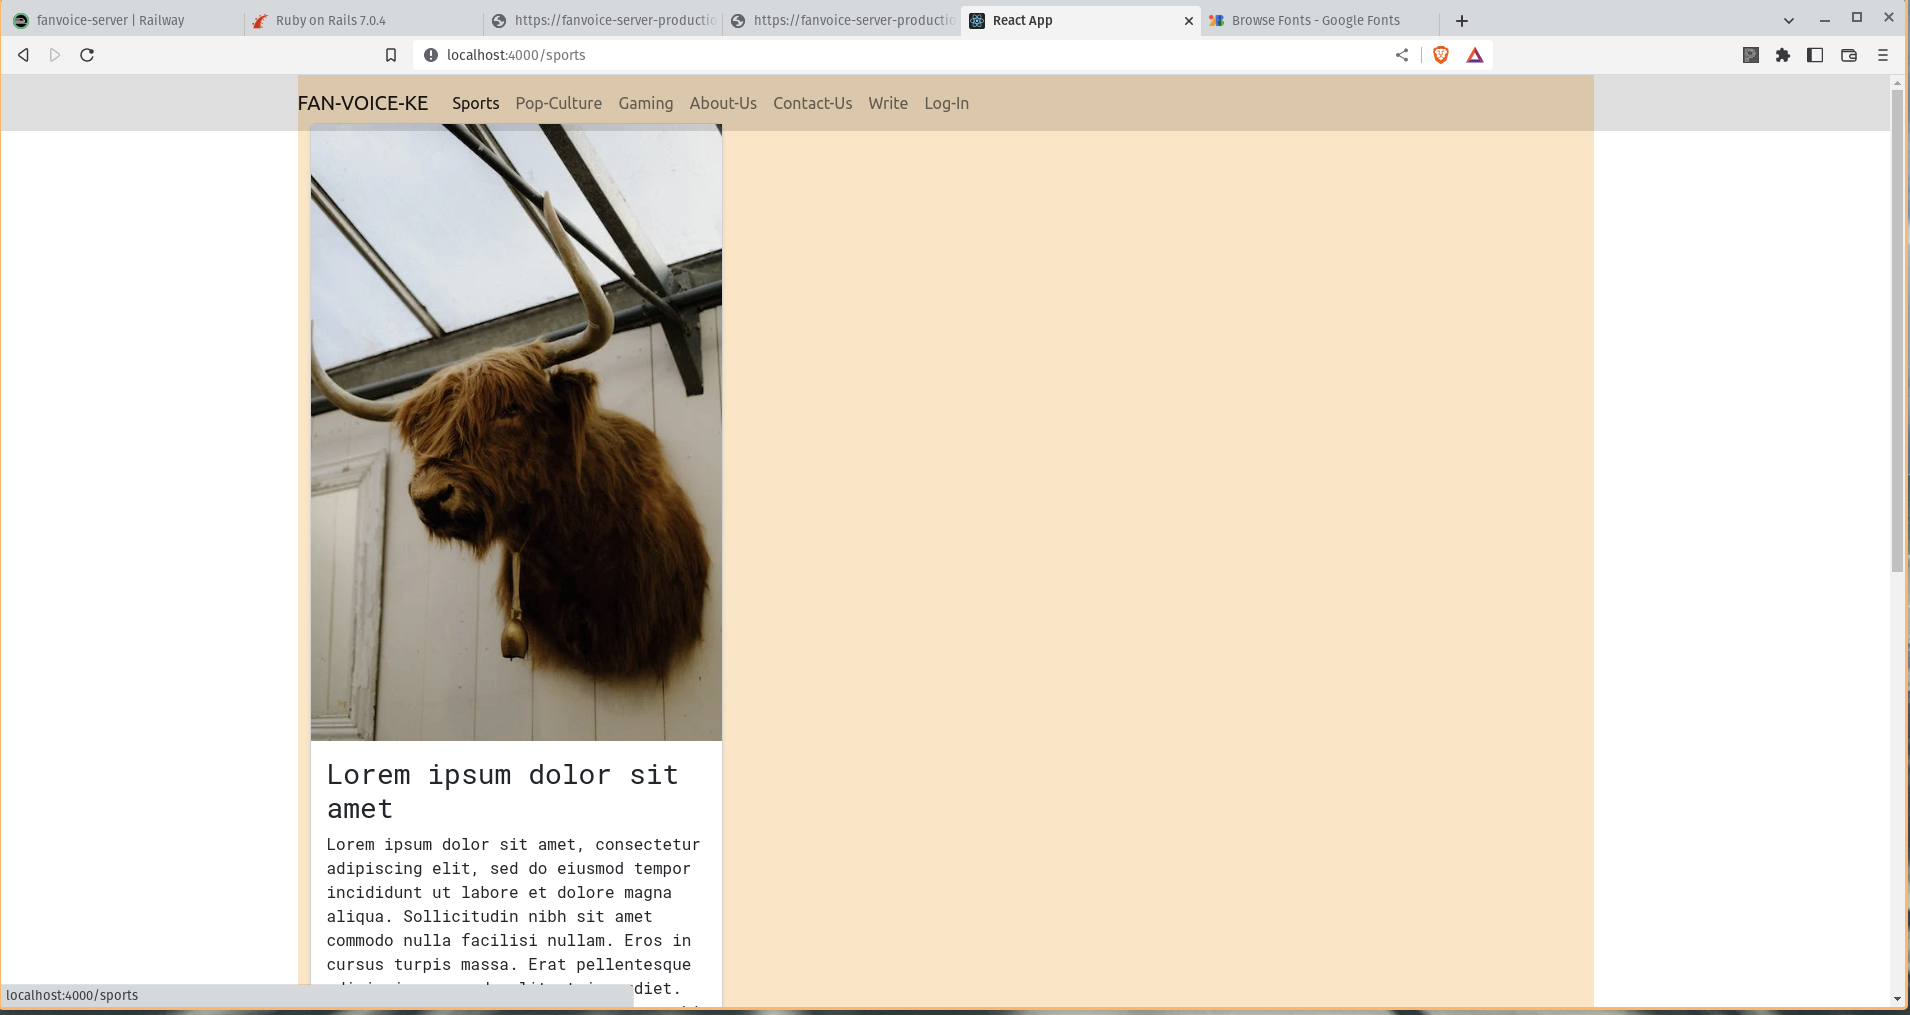 fanvoice-server | Railway
Ruby on Rails 7.0.4
https://fanvoice-server-productio
https://fanvoice-server-productio
React App
Browse Fonts - Google Fonts
localhost:4000/sports
FAN-VOICE-KE Sports Pop-Culture Gaming About-Us Contact-Us Write Log-In
Lorem ipsum dolor sit
amet
Lorem ipsum dolor sit amet, consectetur
adipiscing elit, sed do eiusmod tempor
incididunt ut labore et dolore magna
aliqua. Sollicitudin nibh sit amet
commodo nulla facilisi nullam. Eros in
cursus turpis massa. Erat pellentesque
diet.
localhost:4000/sports